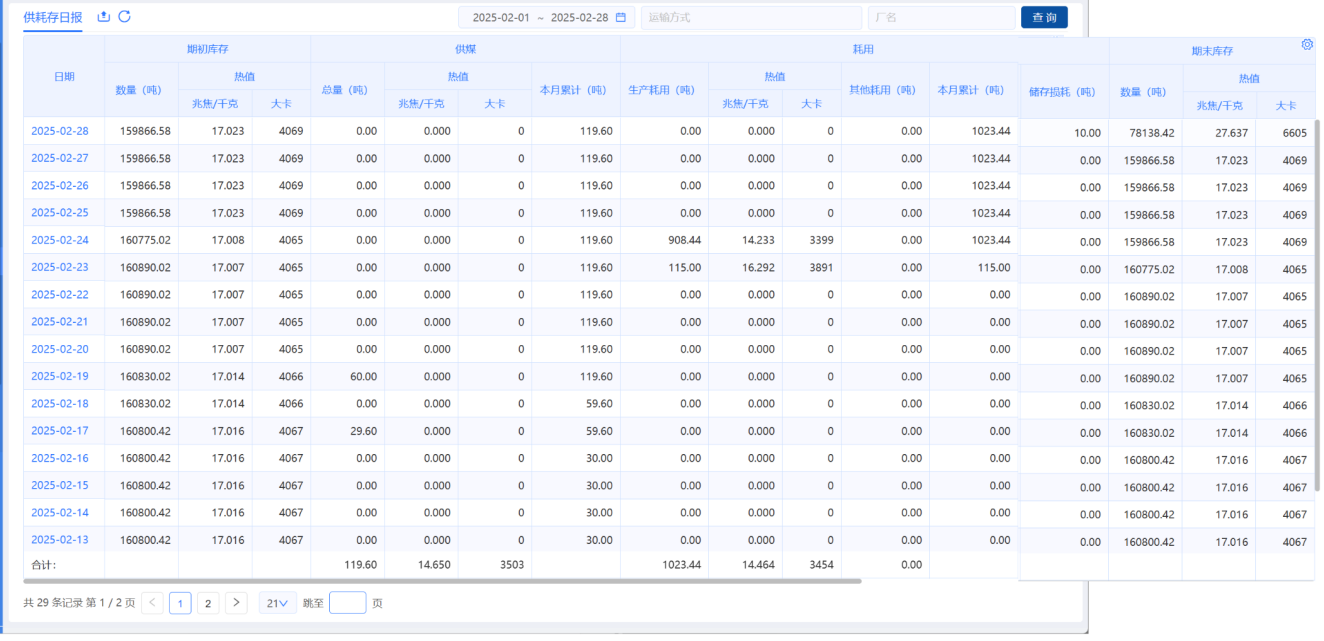 供耗存日报 2025-02-01 ~ 2025-02-28 运输方式 厂名 查 询
日期 期初库存 供煤 耗用 期末库存
数量（吨） 热值 总量（吨） 热值 本月累计（吨） 生产耗用（吨） 热值 其他耗用（吨） 本月累计（吨） 储存损耗（吨） 数量（吨） 热值
兆焦/千克 大卡 兆焦/千克 大卡 兆焦/千克 大卡 兆焦/千克 大卡
2025-02-28 159866.58 17.023 4069 0.00 0.000 0 119.60 0.00 0.000 0 0.00 1023.44 10.00 78138.42 27.637 6605
2025-02-27 159866.58 17.023 4069 0.00 0.000 0 119.60 0.00 0.000 0 0.00 1023.44 0.00 159866.58 17.023 4069
2025-02-26 159866.58 17.023 4069 0.00 0.000 0 119.60 0.00 0.000 0 0.00 1023.44 0.00 159866.58 17.023 4069
2025-02-25 159866.58 17.023 4069 0.00 0.000 0 119.60 0.00 0.000 0 0.00 1023.44 0.00 159866.58 17.023 4069
2025-02-24 160775.02 17.008 4065 0.00 0.000 0 119.60 908.44 14.233 3399 0.00 1023.44 0.00 159866.58 17.023 4069
2025-02-23 160890.02 17.007 4065 0.00 0.000 0 119.60 115.00 16.292 3891 0.00 115.00 0.00 160775.02 17.008 4065
2025-02-22 160890.02 17.007 4065 0.00 0.000 0 119.60 0.00 0.000 0 0.00 0.00 0.00 160890.02 17.007 4065
2025-02-21 160890.02 17.007 4065 0.00 0.000 0 119.60 0.00 0.000 0 0.00 0.00 0.00 160890.02 17.007 4065
2025-02-20 160890.02 17.007 4065 0.00 0.000 0 119.60 0.00 0.000 0 0.00 0.00 0.00 160890.02 17.007 4065
2025-02-19 160830.02 17.014 4066 60.00 0.000 0 119.60 0.00 0.000 0 0.00 0.00 0.00 160890.02 17.007 4065
2025-02-18 160830.02 17.014 4066 0.00 0.000 0 59.60 0.00 0.000 0 0.00 0.00 0.00 160830.02 17.014 4066
2025-02-17 160800.42 17.016 4067 29.60 0.000 0 59.60 0.00 0.000 0 0.00 0.00 0.00 160830.02 17.014 4066
2025-02-16 160800.42 17.016 4067 0.00 0.000 0 30.00 0.00 0.000 0 0.00 0.00 0.00 160800.42 17.016 4067
2025-02-15 160800.42 17.016 4067 0.00 0.000 0 30.00 0.00 0.000 0 0.00 0.00 0.00 160800.42 17.016 4067
2025-02-14 160800.42 17.016 4067 0.00 0.000 0 30.00 0.00 0.000 0 0.00 0.00 0.00 160800.42 17.016 4067
2025-02-13 160800.42 17.016 4067 0.00 0.000 0 30.00 0.00 0.000 0 0.00 0.00 0.00 160800.42 17.016 4067
合计: 119.60 14.650 3503 1023.44 14.464 3454 0.00
共 29 条记录 第 1 / 2 页 < 1 2 > 21 跳至 页